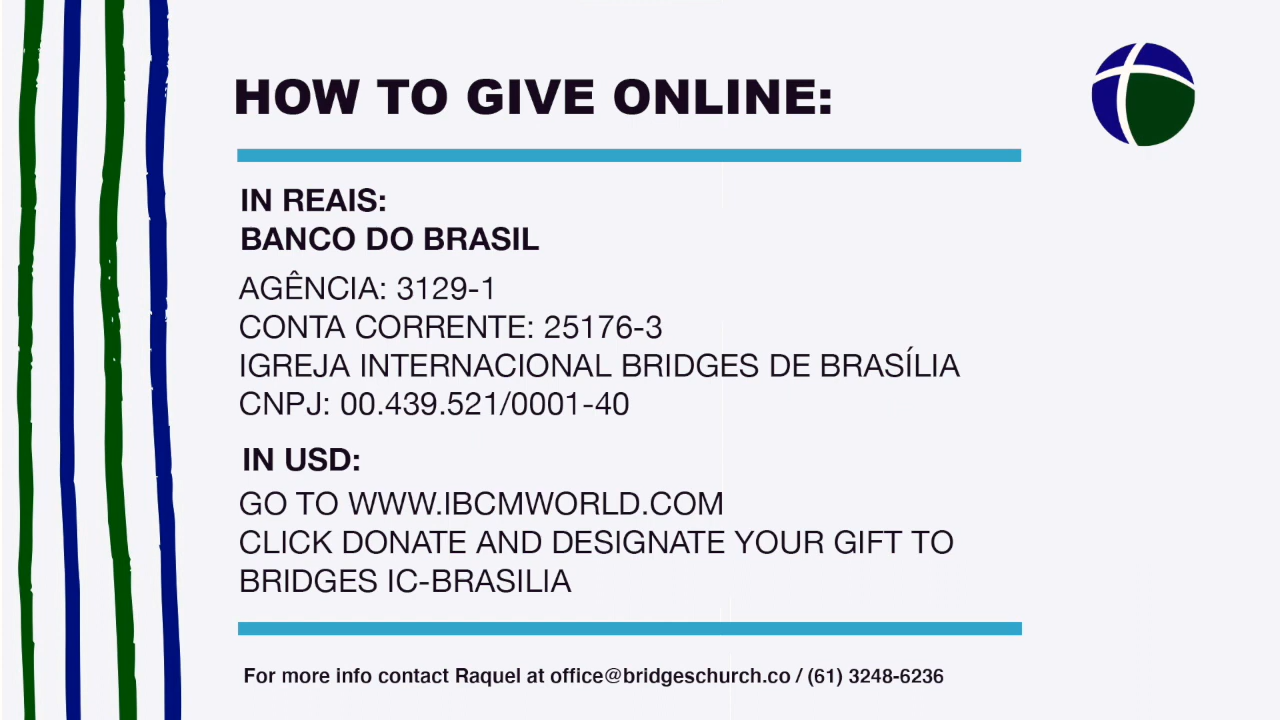 HOW TO GIVE ONLINE:
IN REAIS:
BANCO DO BRASIL
AGÊNCIA: 3129-1
CONTA CORRENTE: 25176-3
IGREJA INTERNACIONAL BRIDGES DE BRASÍLIA
CNPJ: 00.439.521/0001-40
IN USD:
GO TO WWW.IBCMWORLD.COM
CLICK DONATE AND DESIGNATE YOUR GIFT TO
BRIDGES IC-BRASILIA
For more info contact Raquel at office@bridgeschurch.co / (61) 3248-6236